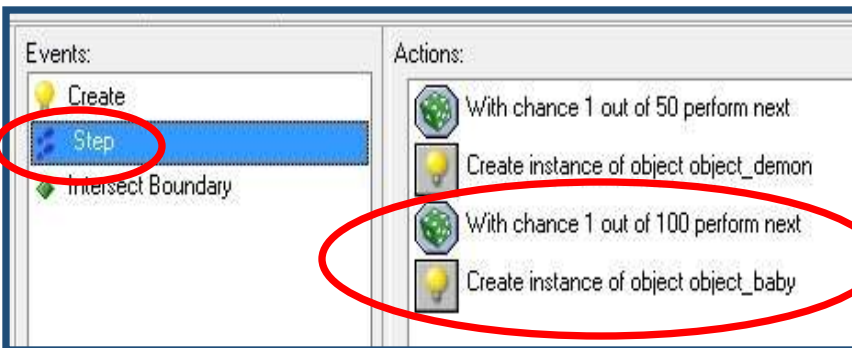 Events:
Create
Step
Intersect Boundary
Actions:
With chance 1 out of 50 perform next
Create instance of object object_demon
With chance 1 out of 100 perform next
Create instance of object object_baby